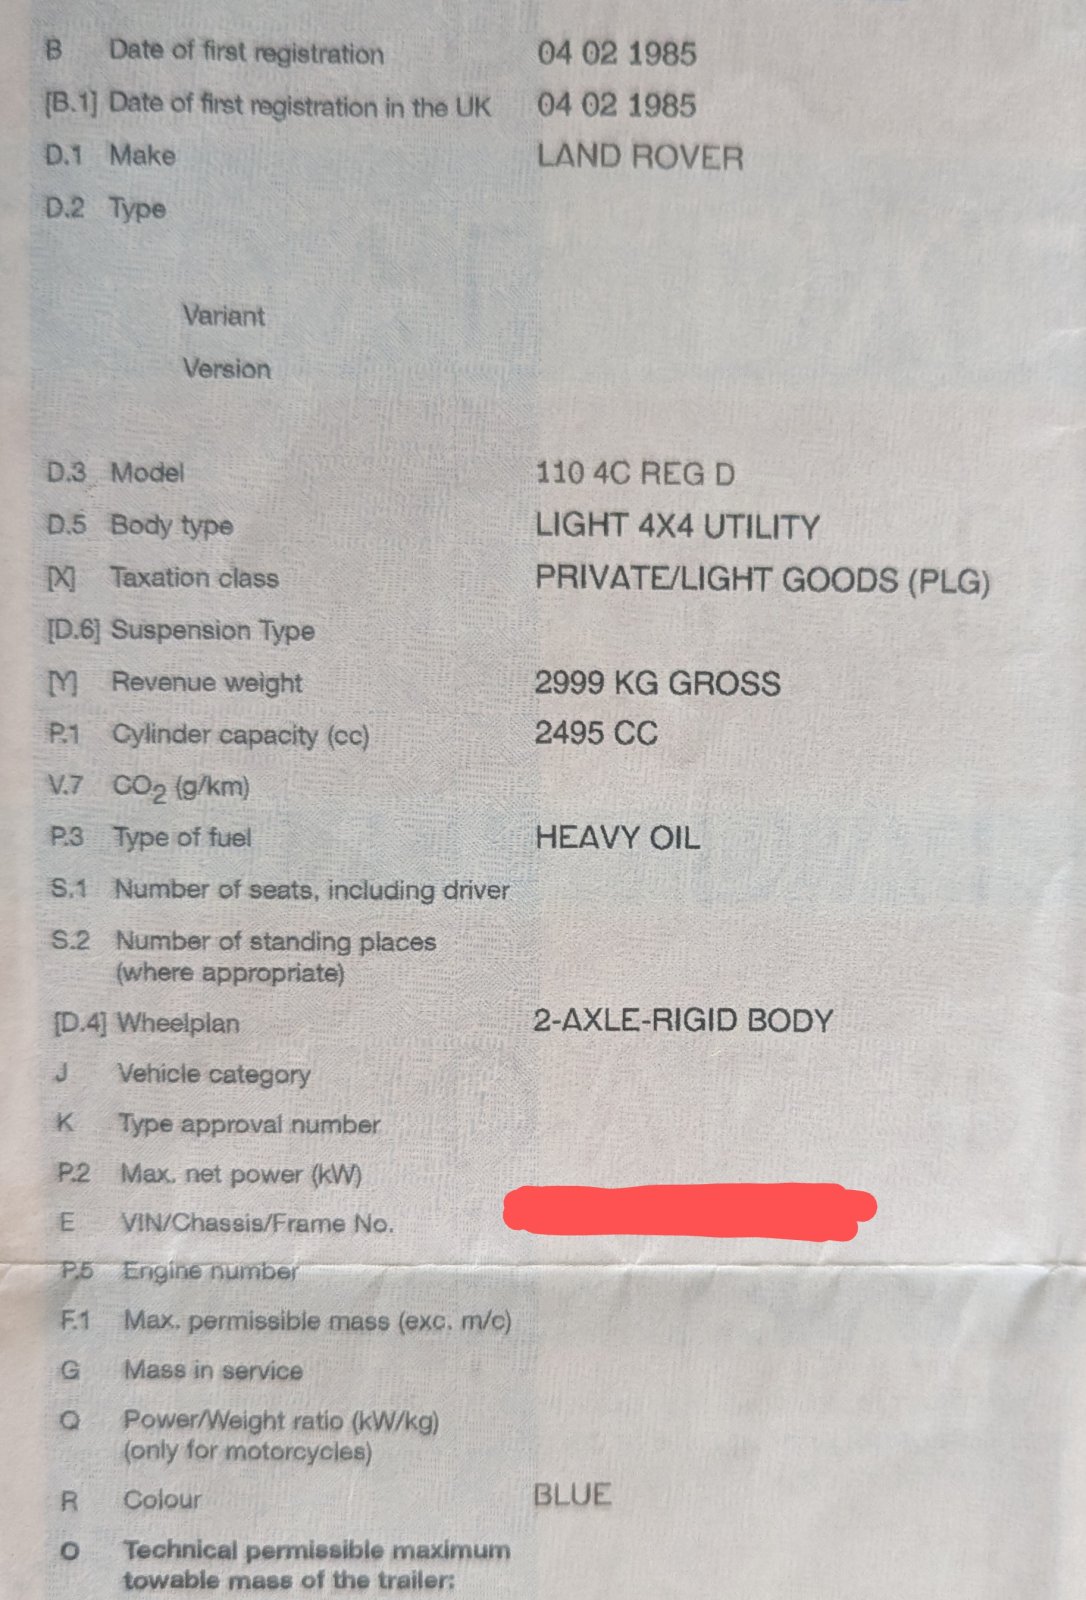 B Date of first registration 04 02 1985
[B.1] Date of first registration in the UK 04 02 1985
D.1 Make LAND ROVER
D.2 Type
Variant
Version
D.3 Model 110 4C REG D
D.5 Body type LIGHT 4X4 UTILITY
[X] Taxation class PRIVATE/LIGHT GOODS (PLG)
[D.6] Suspension Type
[Y] Revenue weight 2999 KG GROSS
P.1 Cylinder capacity (cc) 2495 CC
V.7 CO2 (g/km)
P.3 Type of fuel HEAVY OIL
S.1 Number of seats, including driver
S.2 Number of standing places
(where appropriate)
[D.4] Wheelplan 2-AXLE-RIGID BODY
J Vehicle category
K Type approval number
P.2 Max. net power (kW)
E VIN/Chassis/Frame No.
P.5 Engine number
F.1 Max. permissible mass (exc. m/c)
G Mass in service
Q Power/Weight ratio (kW/kg)
(only for motorcycles)
R Colour BLUE
O Technical permissible maximum
towable mass of the trailer: